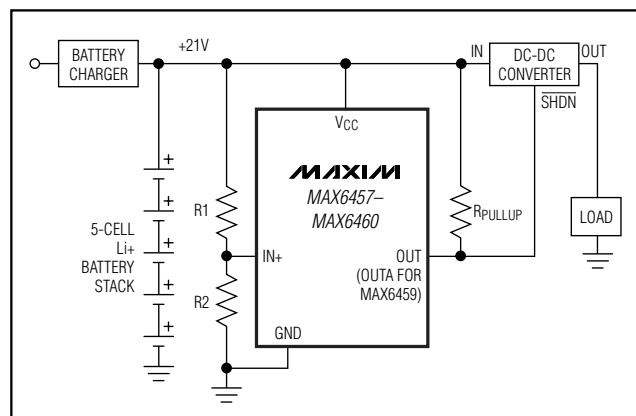 BATTERY
CHARGER
+21V
IN
DC-DC
CONVERTER
OUT
SHDN
VCC
MAXIM
MAX6457–
MAX6460
R1
RPULLUP
LOAD
5-CELL
Li+
BATTERY
STACK
+
+
+
+
+
IN+
OUT
(OUTA FOR
MAX6459)
R2
GND